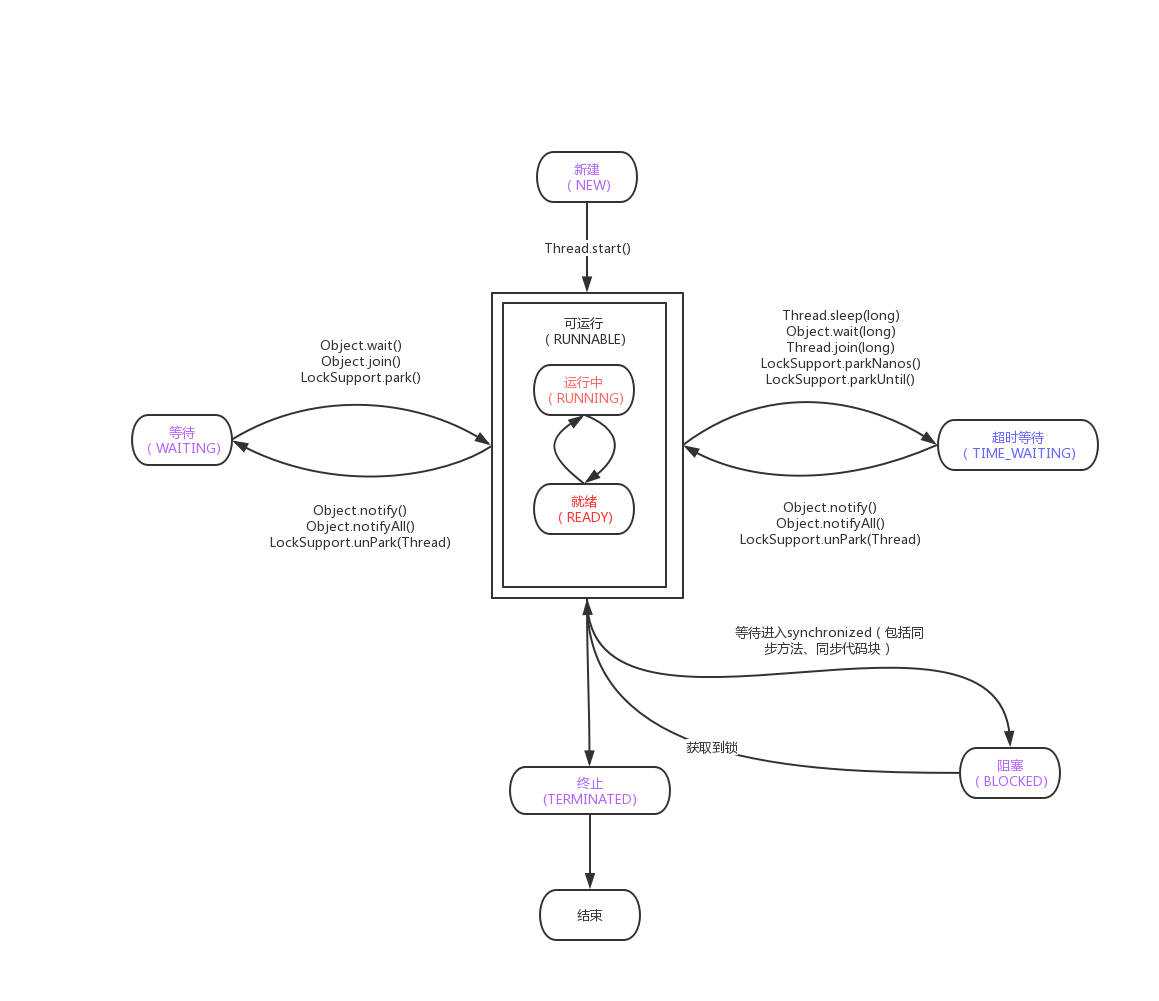 新建
( NEW)
Thread.start()
可运行
( RUNNABLE)
运行中
( RUNNING)
就绪
( READY)
Object.wait()
Object.join()
LockSupport.park()
等待
( WAITING)
Object.notify()
Object.notifyAll()
LockSupport.unPark(Thread)
Thread.sleep(long)
Object.wait(long)
Thread.join(long)
LockSupport.parkNanos()
LockSupport.parkUntil()
超时等待
( TIME_WAITING)
Object.notify()
Object.notifyAll()
LockSupport.unPark(Thread)
等待进入synchronized（包括同
步方法、同步代码块）
获取到锁
阻塞
( BLOCKED)
终止
(TERMINATED)
结束